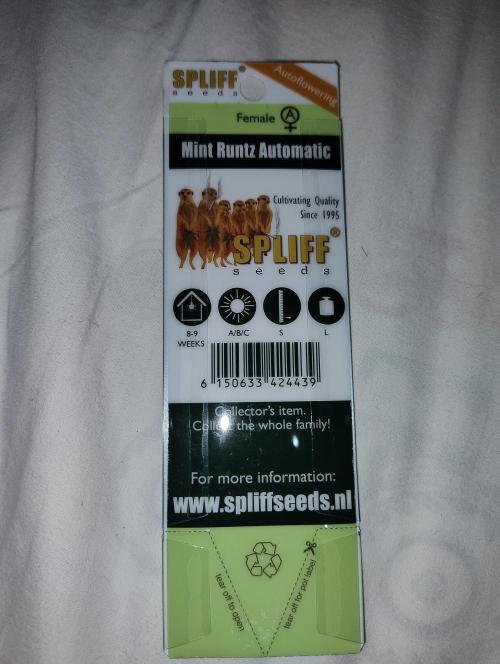 SPLIFF®
seeds
Autoflowering
Female A
Mint Runtz Automatic
Cultivating Quality
Since 1995
SPLIFF®
seeds
8-9
WEEKS
A/B/C
S
L
6 150633 424439
Collector's item.
Collect the whole family!
For more information:
www.spliffseeds.nl
tear off to open
tear off for pot label